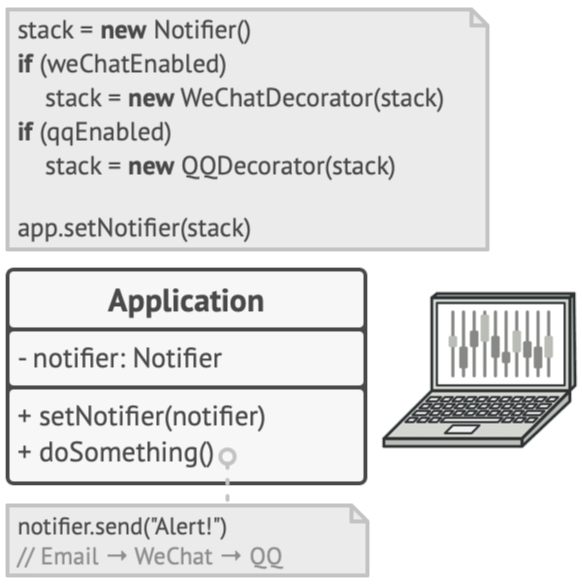 stack = new Notifier()
if (weChatEnabled)
stack = new WeChatDecorator(stack)
if (qqEnabled)
stack = new QQDecorator(stack)
app.setNotifier(stack)
Application
- notifier: Notifier
+ setNotifier(notifier)
+ doSomething()
notifier.send("Alert!")
// Email → WeChat → QQ